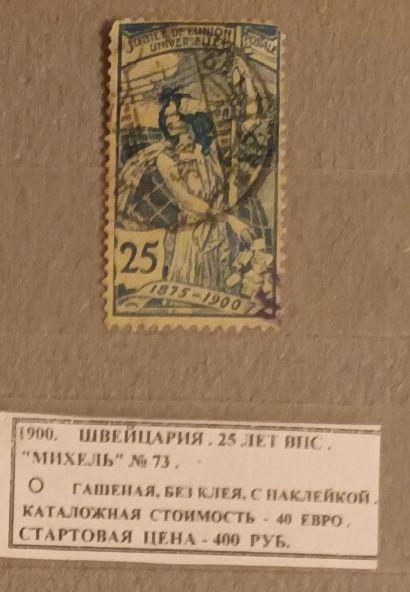 JUBILÉ DE L'UNION POSTALE
UNIVERSELLE
25
1875-1900
1900. ШВЕЙЦАРИЯ . 25 ЛЕТ ВПС .
"МИХЕЛЬ" № 73 .
О ГАШЕНАЯ, БЕЗ КЛЕЯ, С НАКЛЕЙКОЙ .
КАТАЛОЖНАЯ СТОИМОСТЬ - 40 ЕВРО .
СТАРТОВАЯ ЦЕНА - 400 РУБ.